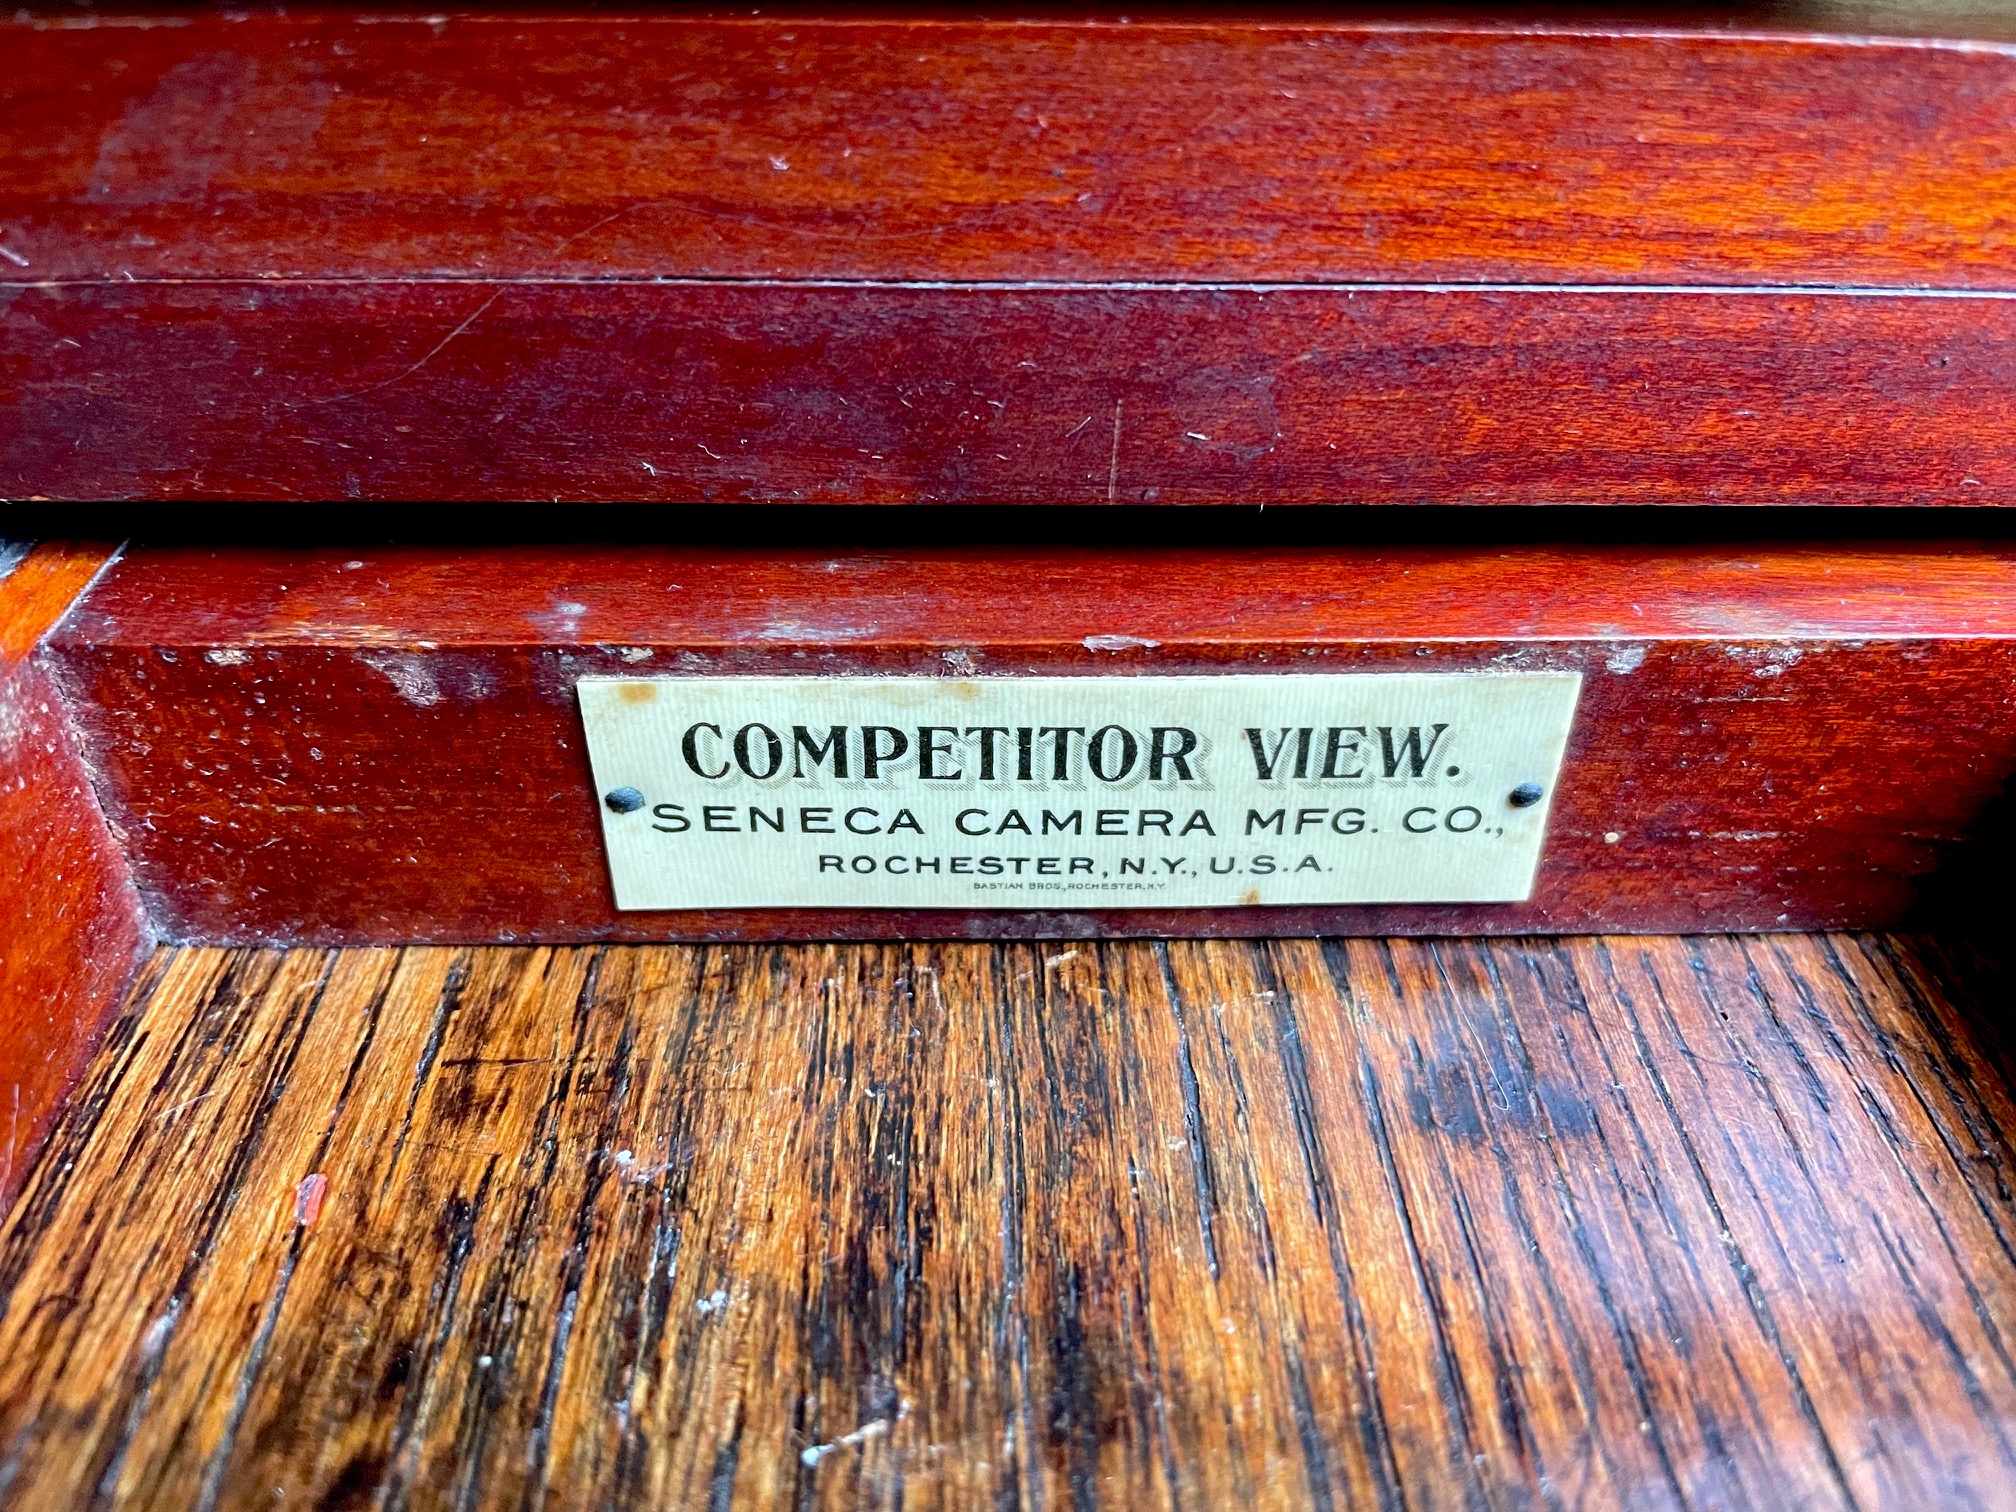 COMPETITOR VIEW.
SENECA CAMERA MFG. CO.,
ROCHESTER, N.Y., U.S.A.
BASTIAN BROS., ROCHESTER, N.Y.